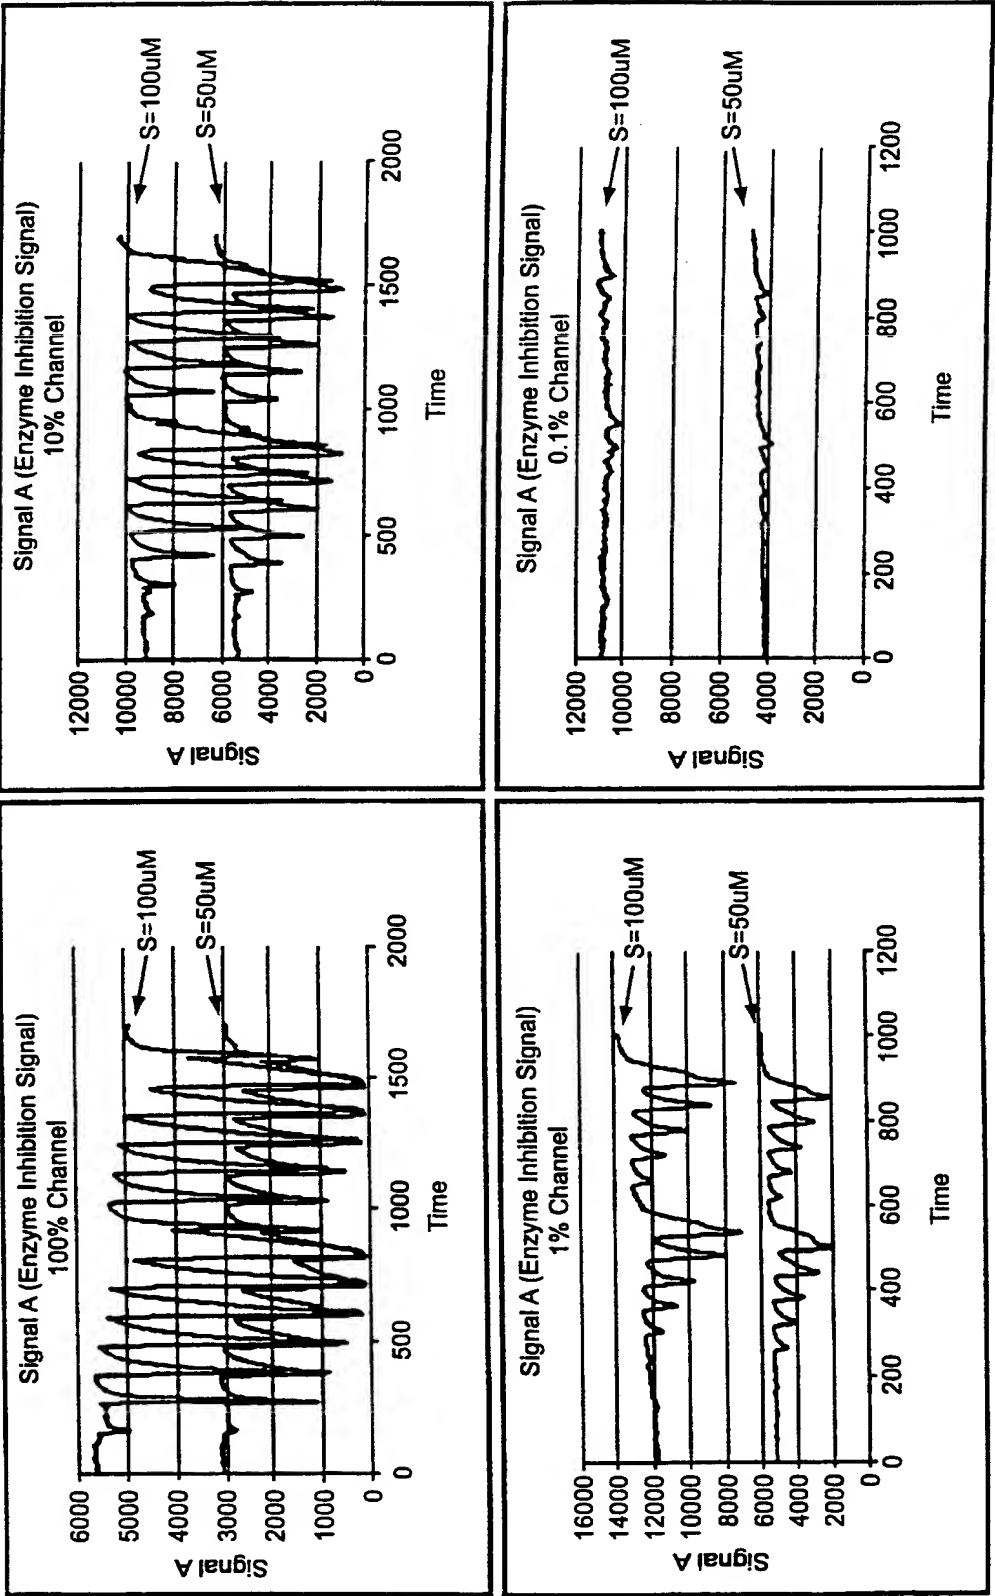 Signal A (Enzyme Inhibition Signal)
100% Channel
Signal A
6000
5000
4000
3000
2000
1000
0
0
500
1000
1500
2000
Time
S=100uM
S=50uM
Signal A (Enzyme Inhibition Signal)
10% Channel
Signal A
12000
10000
8000
6000
4000
2000
0
0
500
1000
1500
2000
Time
S=100uM
S=50uM
Signal A (Enzyme Inhibition Signal)
1% Channel
Signal A
16000
14000
12000
10000
8000
6000
4000
2000
0
0
200
400
600
800
1000
1200
Time
S=100uM
S=50uM
Signal A (Enzyme Inhibition Signal)
0.1% Channel
Signal A
12000
10000
8000
6000
4000
2000
0
0
200
400
600
800
1000
1200
Time
S=100uM
S=50uM